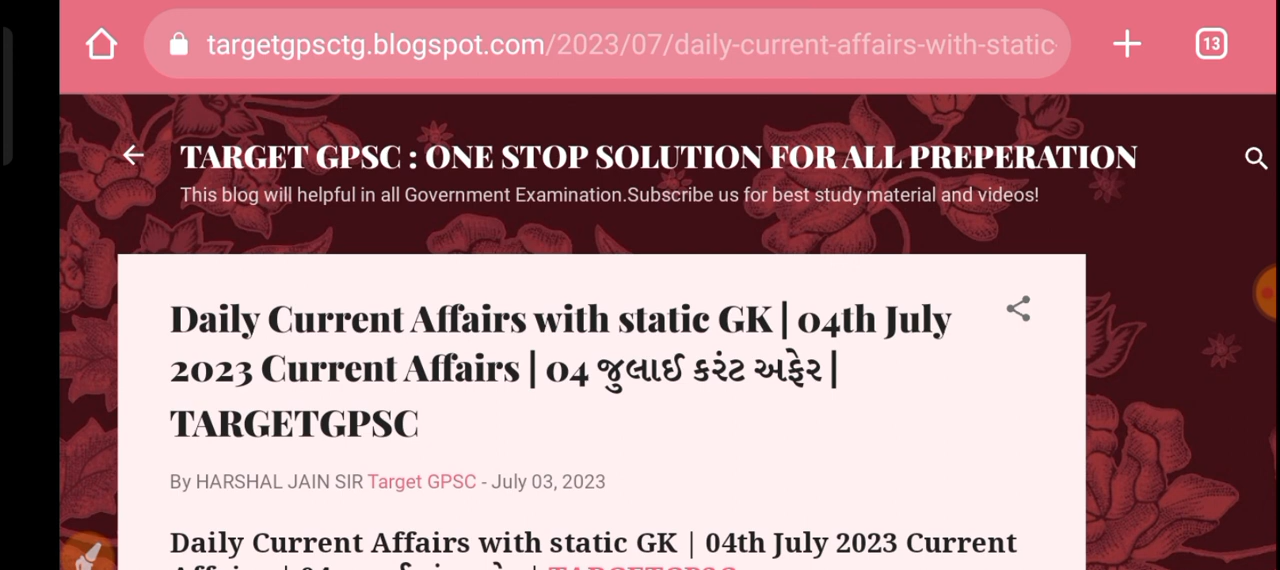 targetgpsctg.blogspot.com/2023/07/daily-current-affairs-with-static-
13
TARGET GPSC : ONE STOP SOLUTION FOR ALL PREPERATION
This blog will helpful in all Government Examination.Subscribe us for best study material and videos!
Daily Current Affairs with static GK | 04th July
2023 Current Affairs | 04 જુલાઈ કરંટ અફેર |
TARGETGPSC
By HARSHAL JAIN SIR Target GPSC - July 03, 2023
Daily Current Affairs with static GK | 04th July 2023 Current